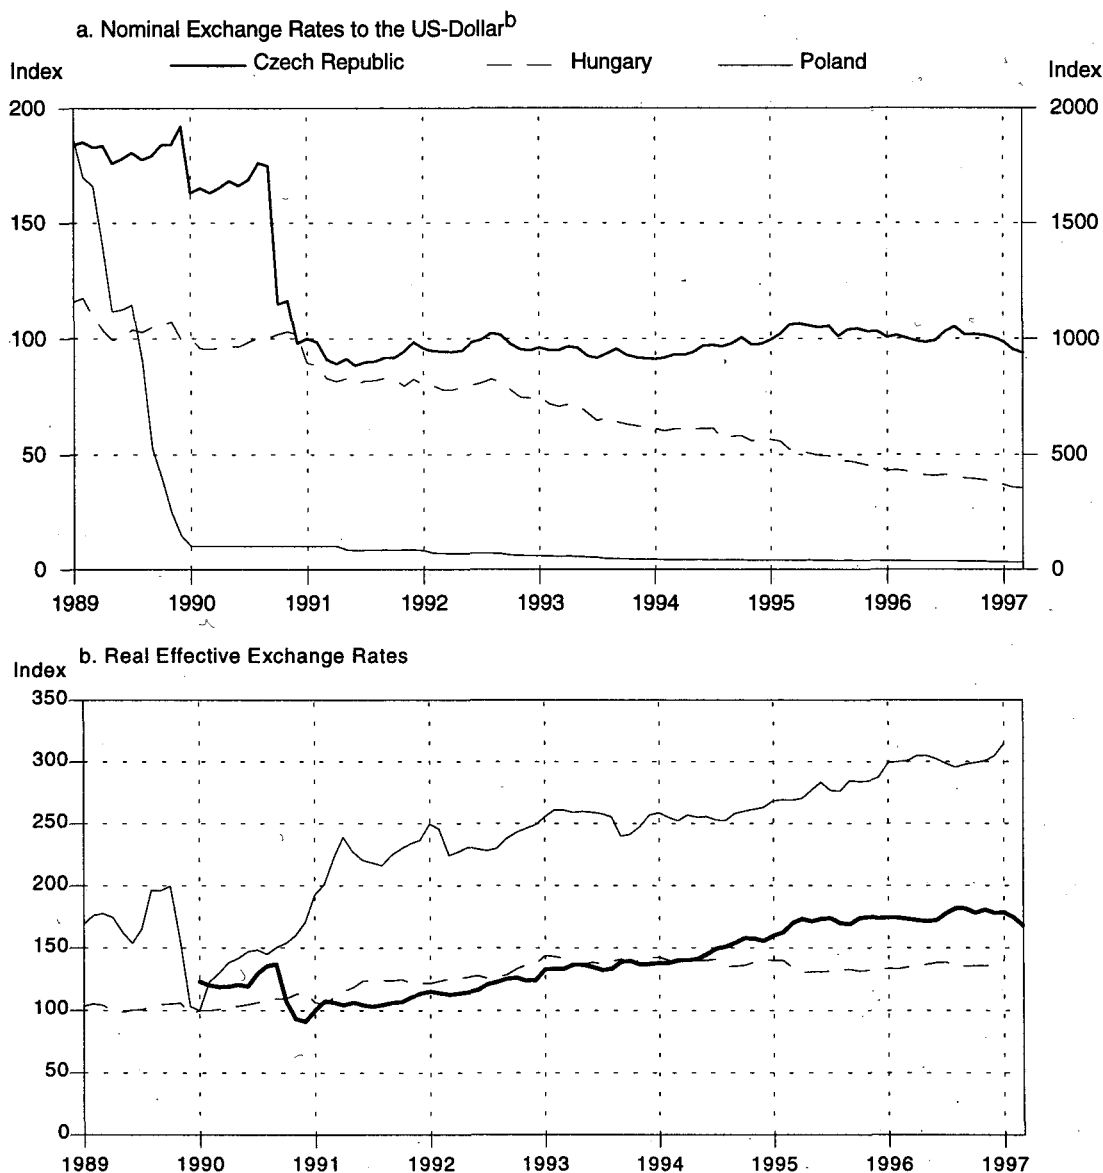 a. Nominal Exchange Rates to the US-Dollar^b
Index Czech Republic Hungary Poland Index
200 2000
150 1500
100 1000
50 500
0 0
1989 1990 1991 1992 1993 1994 1995 1996 1997
b. Real Effective Exchange Rates
Index
350
300
250
200
150
100
50
0
1989 1990 1991 1992 1993 1994 1995 1996 1997